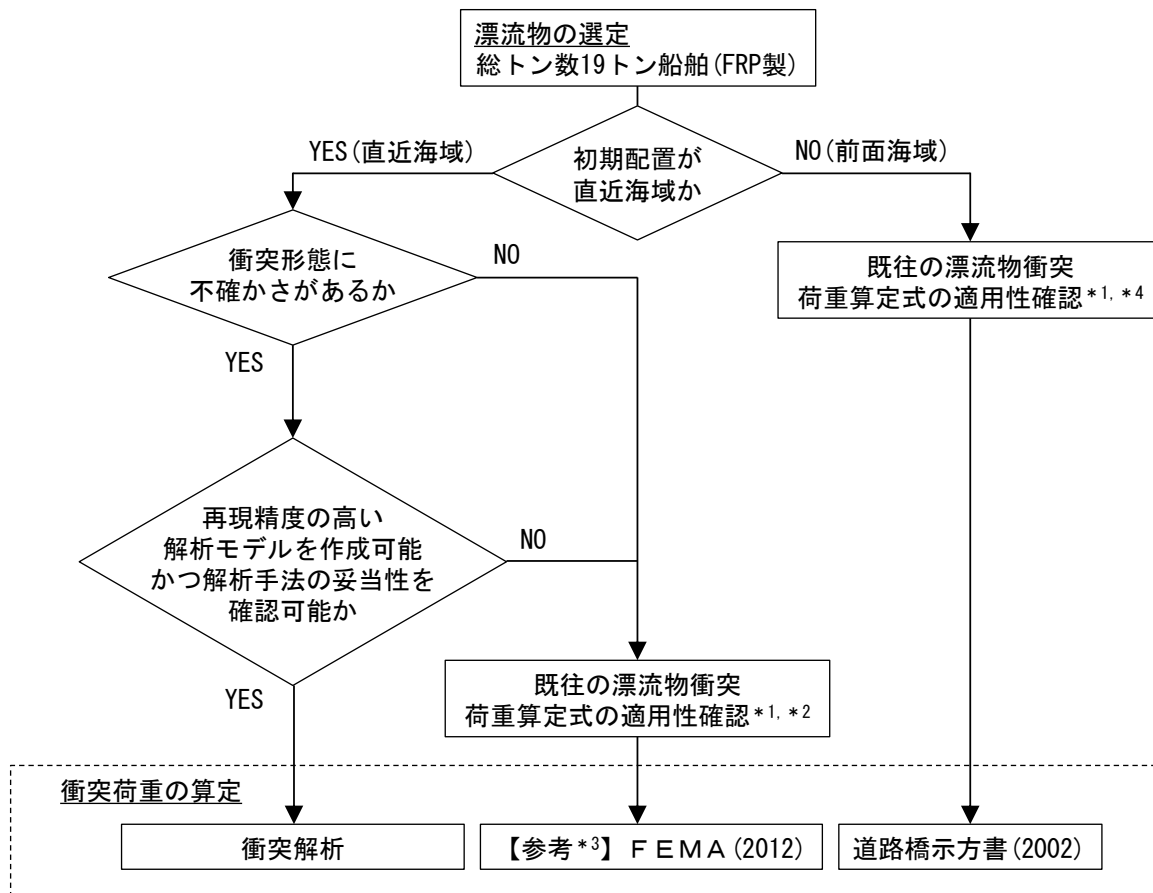 漂流物の選定
総トン数19トン船舶(FRP製)
YES(直近海域)
初期配置が
直近海域か
NO(前面海域)
衝突形態に
不確かさがあるか
NO
既往の漂流物衝突
荷重算定式の適用性確認*1,*4
YES
再現精度の高い
解析モデルを作成可能
かつ解析手法の妥当性を
確認可能か
NO
YES
既往の漂流物衝突
荷重算定式の適用性確認*1,*2
衝突荷重の算定
衝突解析
【参考*3】FEMA(2012)
道路橋示方書(2002)